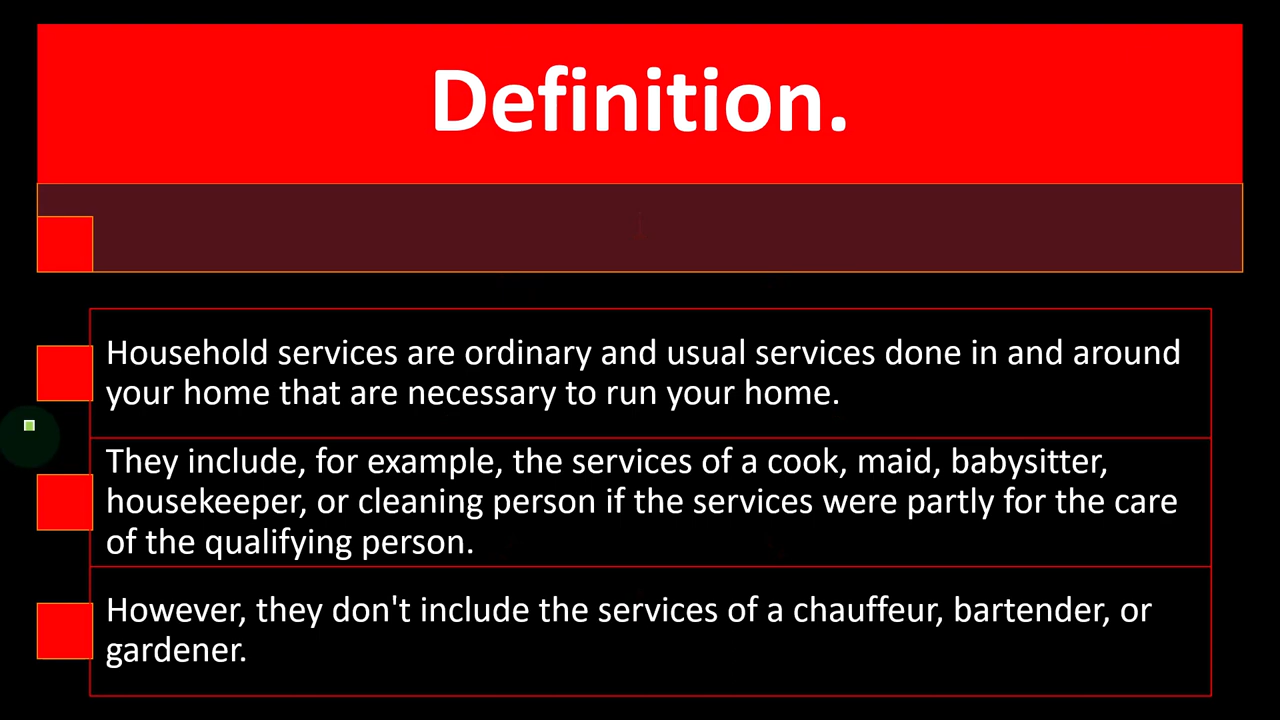 Definition.
Household services are ordinary and usual services done in and around
your home that are necessary to run your home.
They include, for example, the services of a cook, maid, babysitter,
housekeeper, or cleaning person if the services were partly for the care
of the qualifying person.
However, they don't include the services of a chauffeur, bartender, or
gardener.